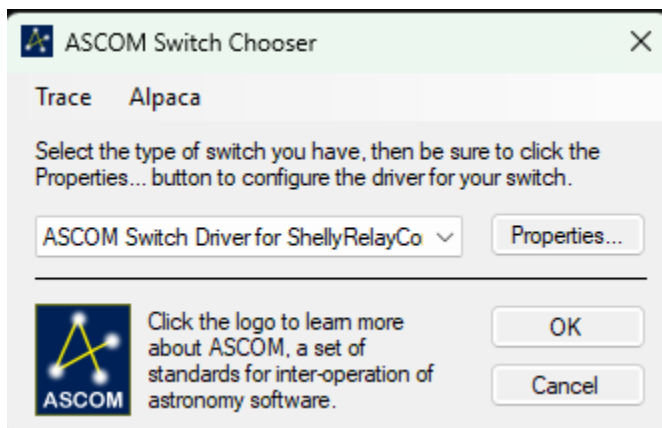 ASCOM Switch Chooser
Trace Alpaca
Select the type of switch you have, then be sure to click the
Properties... button to configure the driver for your switch.
ASCOM Switch Driver for ShellyRelayCo
Properties...
Click the logo to learn more
about ASCOM, a set of
standards for inter-operation of
astronomy software.
ASCOM
OK
Cancel